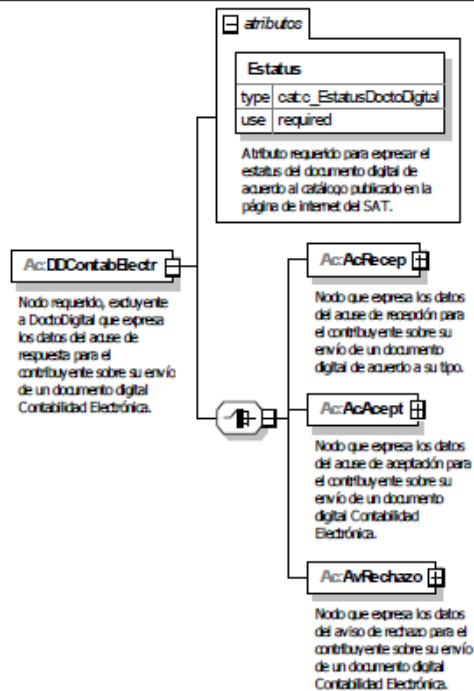 atributos
Estatus
type cat:c_EstatusDoctoDigital
use required
Atributo requerido para expresar el
estatus del documento digital de
acuerdo al catálogo publicado en la
página de internet del SAT.
Ac:DDContabElectr
Nodo requerido, excluyente
a DoctoDigital que expresa
los datos del acuse de
respuesta para el
contribuyente sobre su envío
de un documento digital
Contabilidad Electrónica.
Ac:AcRecep
Nodo que expresa los datos
del acuse de recepción para
el contribuyente sobre su
envío de un documento
digital de acuerdo a su tipo.
Ac:AcAcept
Nodo que expresa los datos
del acuse de aceptación para
el contribuyente sobre su
envío de un documento
digital Contabilidad
Electrónica.
Ac:AvRechazo
Nodo que expresa los datos
del aviso de rechazo para el
contribuyente sobre su envío
de un documento digital
Contabilidad Electrónica.